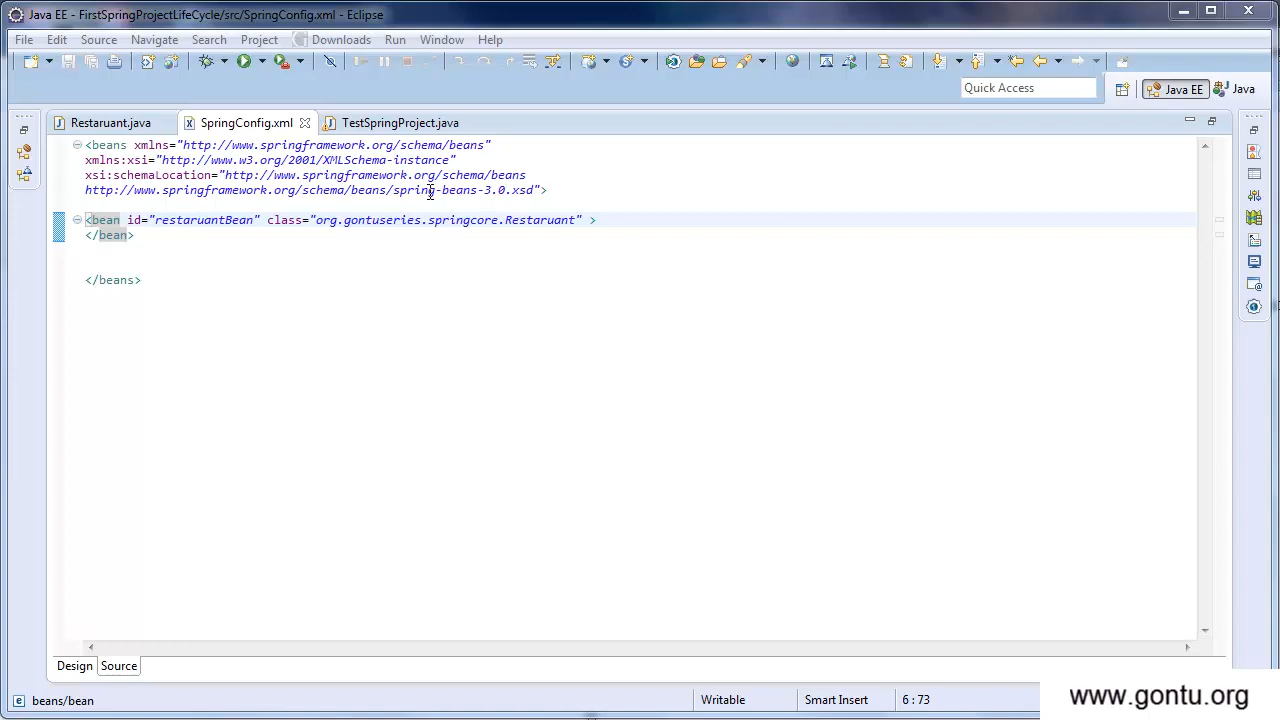 Java EE - FirstSpringProjectLifeCycle/src/SpringConfig.xml - Eclipse
File Edit Source Navigate Search Project Downloads Run Window Help
Quick Access
Java EE
Java
Restaruant.java
SpringConfig.xml
TestSpringProject.java
<beans xmlns="http://www.springframework.org/schema/beans"
xmlns:xsi="http://www.w3.org/2001/XMLSchema-instance"
xsi:schemaLocation="http://www.springframework.org/schema/beans
http://www.springframework.org/schema/beans/spring-beans-3.0.xsd">
<bean id="restaruantBean" class="org.gontuseries.springcore.Restaruant" >
</bean>
</beans>
Design Source
beans/bean
Writable
Smart Insert
6 : 73
www.gontu.org